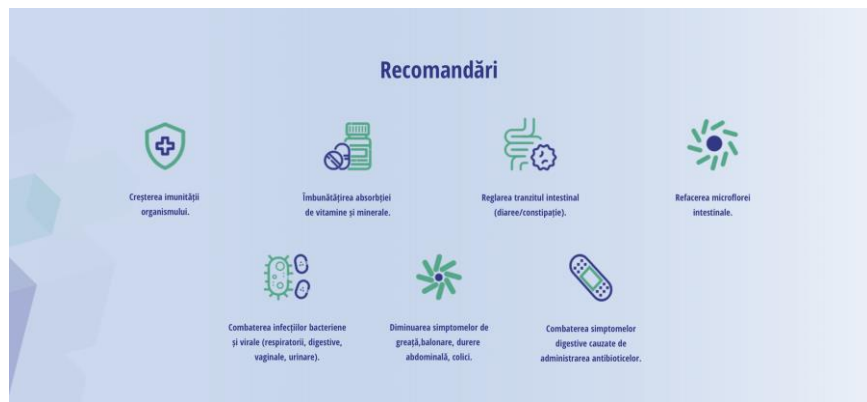 Recomandări
Creșterea imunității
organismului.
Îmbunătățirea absorbției
de vitamine și minerale.
Reglarea tranzitul intestinal
(diaree/constipație).
Refacerea microflorei
intestinale.
Combaterea infecțiilor bacteriene
și virale (respiratorii, digestive,
vaginale, urinare).
Diminuarea simptomelor de
greață,balonare, durere
abdominală, colici.
Combaterea simptomelor
digestive cauzate de
administrarea antibioticelor.